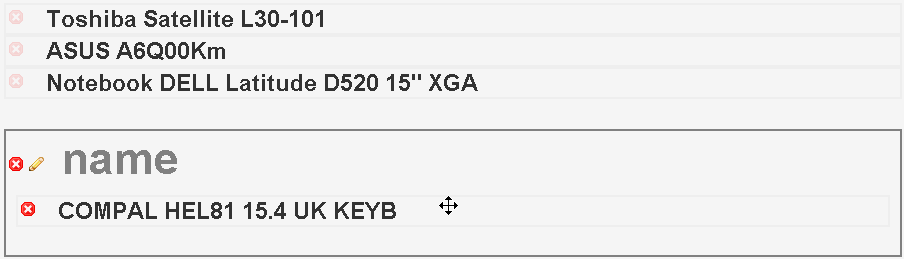 Toshiba Satellite L30-101
ASUS A6Q00Km
Notebook DELL Latitude D520 15" XGA
name
COMPAL HEL81 15.4 UK KEYB